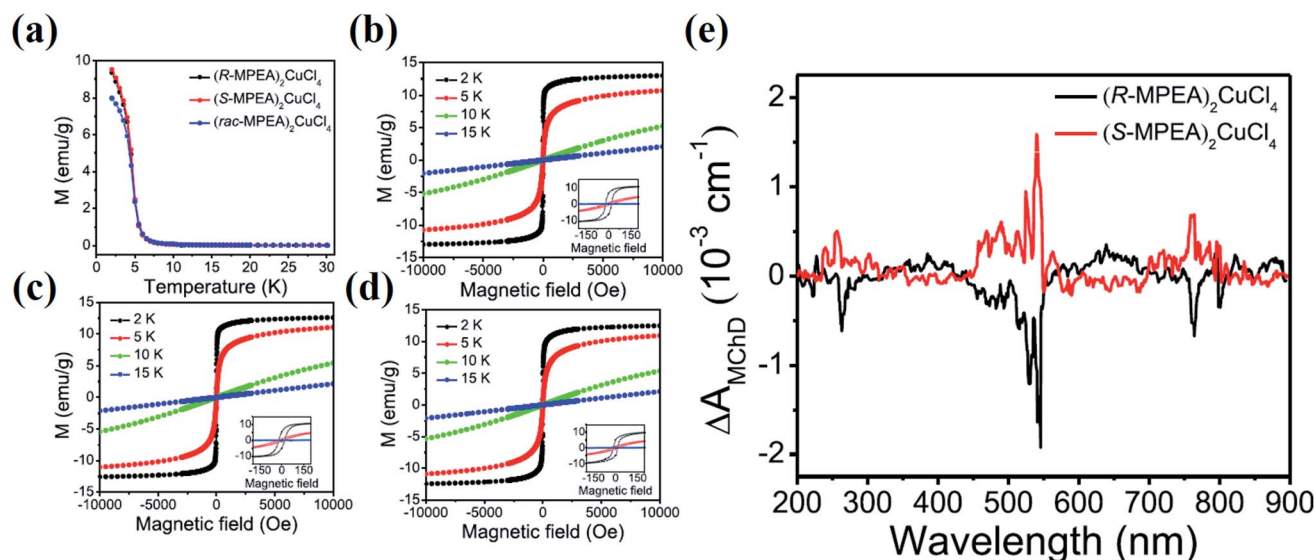 (a)
M (emu/g)
10
8
6
4
2
0
(R-MPEA)₂CuCl₄
(S-MPEA)₂CuCl₄
(rac-MPEA)₂CuCl₄
0 5 10 15 20 25 30
Temperature (K)
(b)
M (emu/g)
15
10
5
0
-5
-10
-15
2 K
5 K
10 K
15 K
10
0
-10
-150 0 150
Magnetic field
-10000 -5000 0 5000 10000
Magnetic field (Oe)
(c)
M (emu/g)
15
10
5
0
-5
-10
-15
2 K
5 K
10 K
15 K
10
0
-10
-150 0 150
Magnetic field
-10000 -5000 0 5000 10000
Magnetic field (Oe)
(d)
M (emu/g)
15
10
5
0
-5
-10
-15
2 K
5 K
10 K
15 K
10
0
-10
-150 0 150
Magnetic field
-10000 -5000 0 5000 10000
Magnetic field (Oe)
(e)
ΔA_MChD (10⁻³ cm⁻¹)
2
1
0
-1
-2
(R-MPEA)₂CuCl₄
(S-MPEA)₂CuCl₄
200 300 400 500 600 700 800 900
Wavelength (nm)